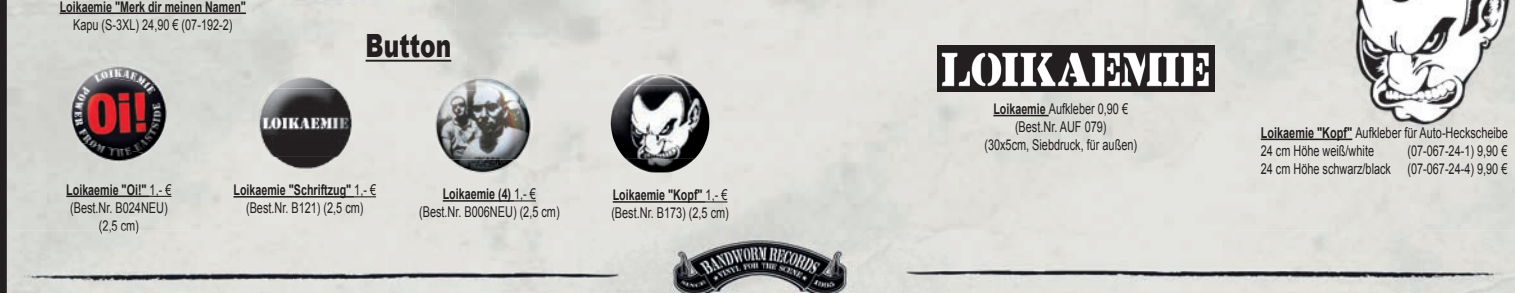 Loikaemie "Merk dir meinen Namen"
Kapu (S-3XL) 24,90 € (07-192-2)
Button
LOIKAEMIE
Oi!
POWER FROM THE EASTSIDE
Loikaemie "Oi!" 1,- €
(Best.Nr. B024NEU)
(2,5 cm)
LOIKAEMIE
Loikaemie "Schriftzug" 1,- €
(Best.Nr. B121) (2,5 cm)
Loikaemie (4) 1,- €
(Best.Nr. B006NEU) (2,5 cm)
Loikaemie "Kopf" 1,- €
(Best.Nr. B173) (2,5 cm)
LOIKAEMIE
Loikaemie Aufkleber 0,90 €
(Best.Nr. AUF 079)
(30x5cm, Siebdruck, für außen)
Loikaemie "Kopf" Aufkleber für Auto-Heckscheibe
24 cm Höhe weiß/white (07-067-24-1) 9,90 €
24 cm Höhe schwarz/black (07-067-24-4) 9,90 €
BANDWORM RECORDS
VINYL FOR THE SCENE
SINCE 1995